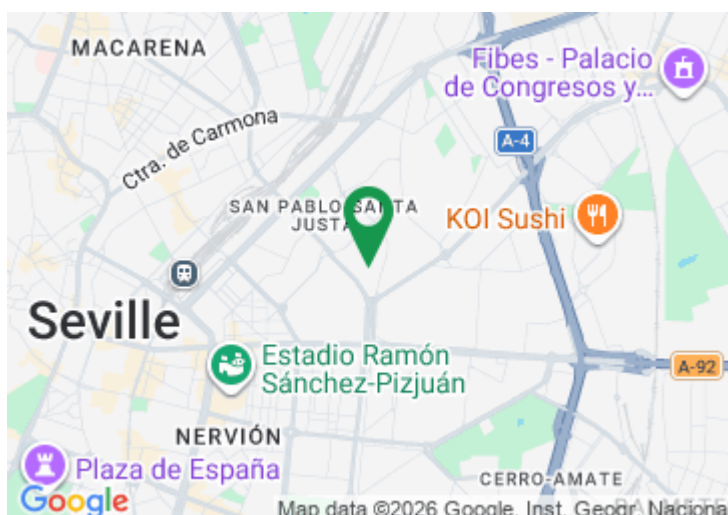 MACARENA
Fibes - Palacio
de Congresos y...
Ctra. de Carmona
A-4
SAN PABLO-SANTA
JUSTA
KOI Sushi
Seville
Estadio Ramón
Sánchez-Pizjuán
A-92
NERVIÓN
Plaza de España
CERRO-AMATE
Google
Map data ©2026 Google, Inst. Geogr. Naciona